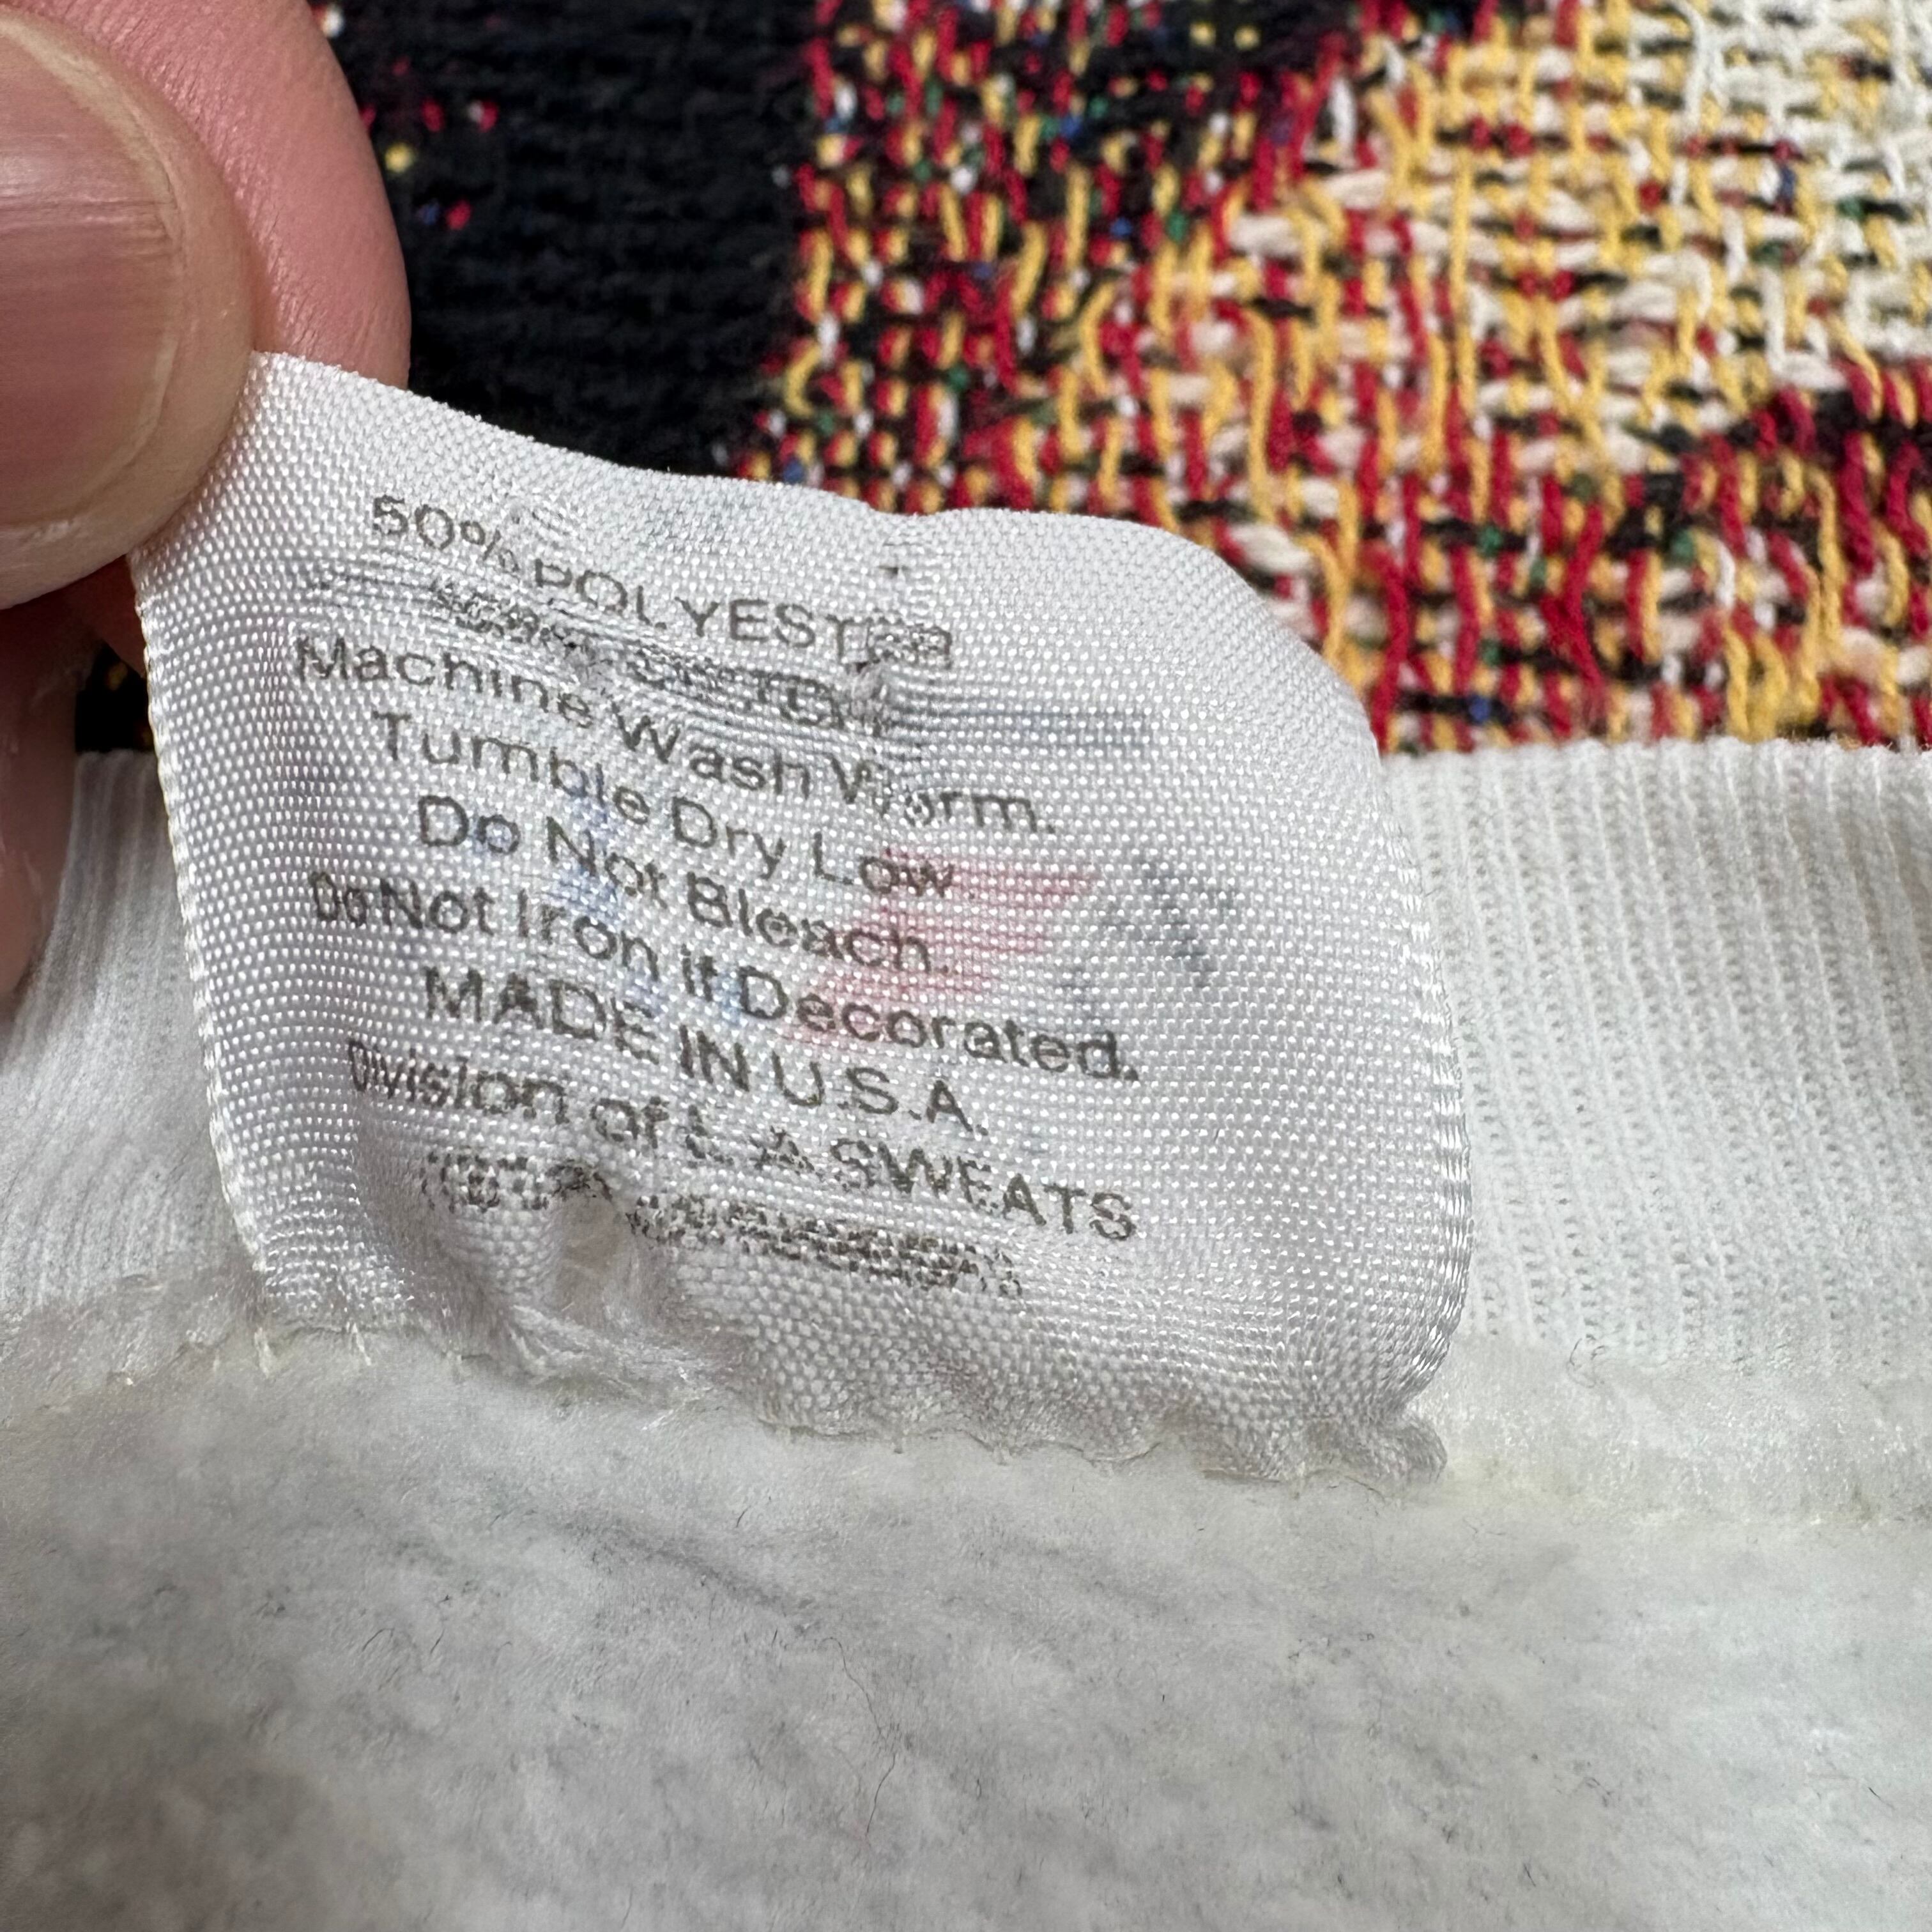 50% POLYESTER
Machine Wash Warm.
Tumble Dry Low.
Do Not Bleach.
Do Not Iron if Decorated.
MADE IN U.S.A.
Division of L.A. SWEATS